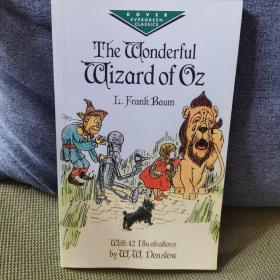 DOVER
EVERGREEN
CLASSICS
The Wonderful
Wizard of Oz
L. Frank Baum
With 42 Illustrations
by W. W. Denslow